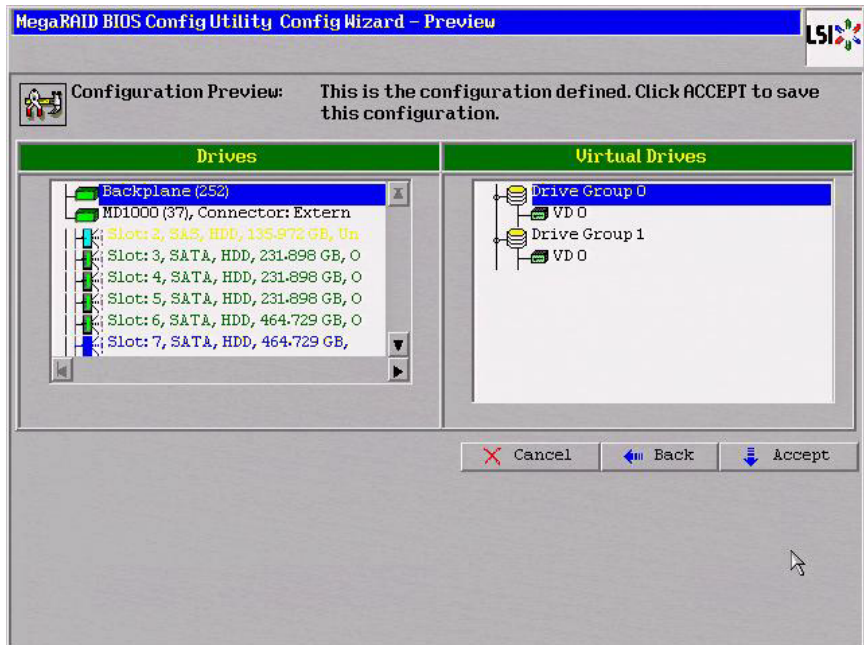 MegaRAID BIOS Config Utility Config Wizard - Preview
LSI
Configuration Preview: This is the configuration defined. Click ACCEPT to save
this configuration.
Drives
Backplane (252)
MD1000 (37), Connector: Extern
Slot: 2, SAS, HDD, 135.972 GB, Un
Slot: 3, SATA, HDD, 231.898 GB, O
Slot: 4, SATA, HDD, 231.898 GB, O
Slot: 5, SATA, HDD, 231.898 GB, O
Slot: 6, SATA, HDD, 464.729 GB, O
Slot: 7, SATA, HDD, 464.729 GB,
Virtual Drives
Drive Group 0
VD 0
Drive Group 1
VD 0
Cancel
Back
Accept